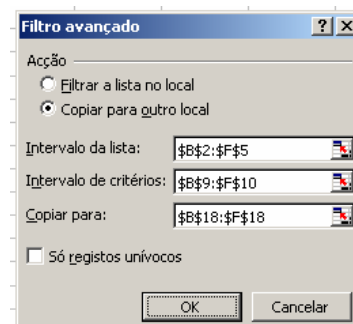 Filtro avançado
Acção
Filtrar a lista no local
Copiar para outro local
Intervalo da lista: $B$2:$F$5
Intervalo de critérios: $B$9:$F$10
Copiar para: $B$18:$F$18
Só registos unívocos
OK Cancelar